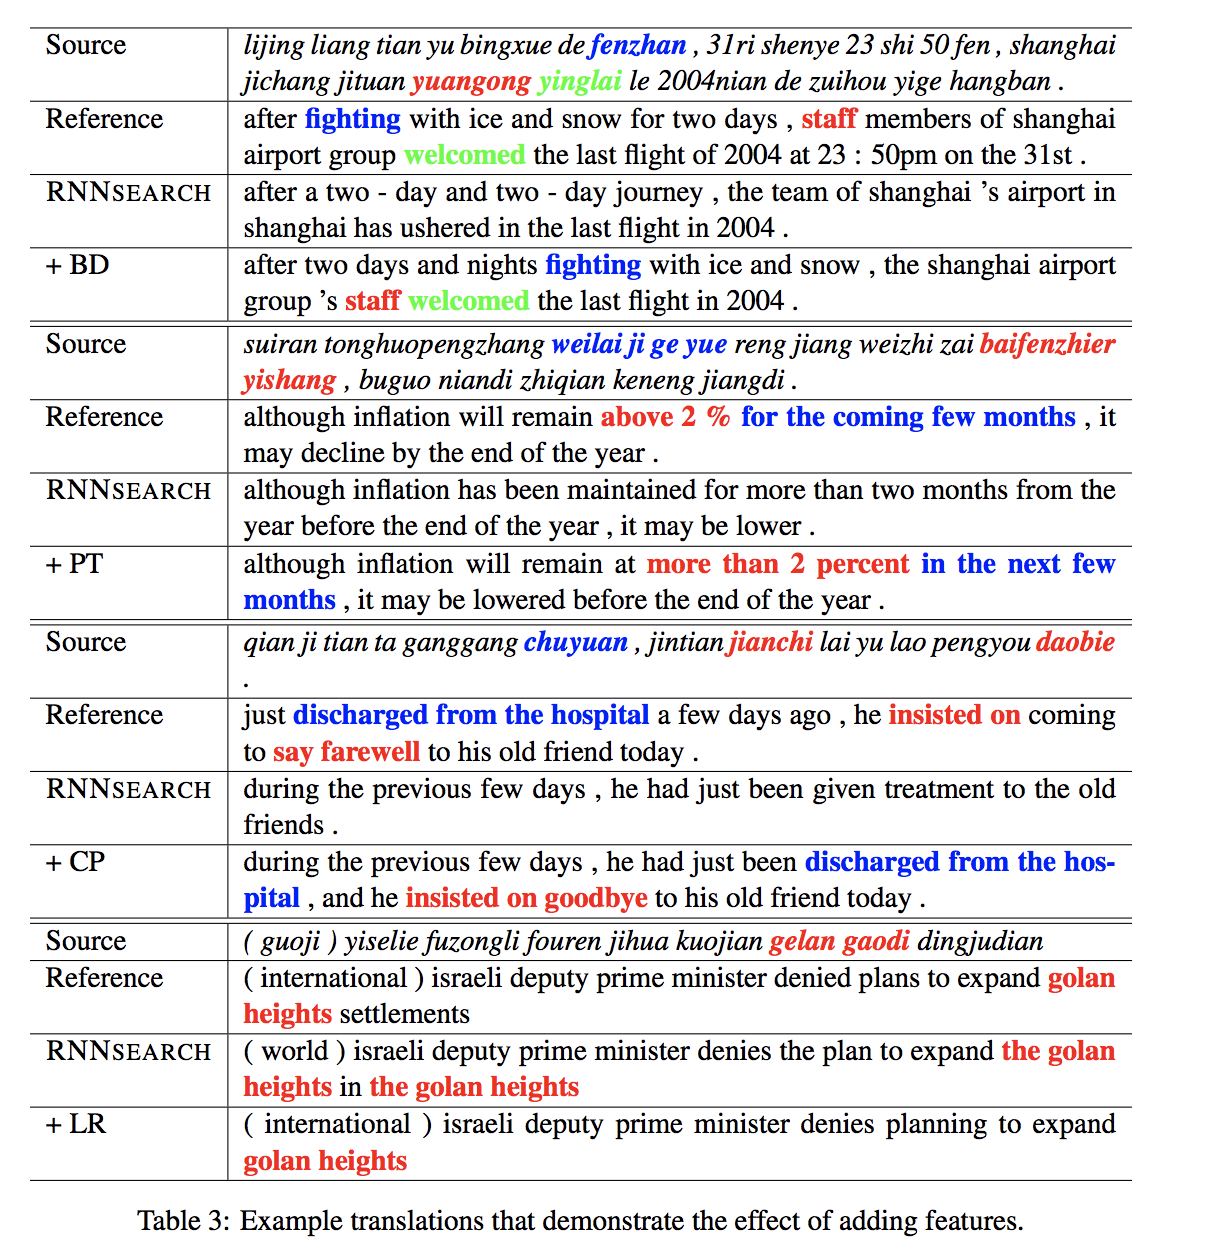 Source lijing liang tian yu bingxue de fenzhan , 31ri shenye 23 shi 50 fen , shanghai
jichang jituan yuangong yinglai le 2004nian de zuihou yige hangban .
Reference after fighting with ice and snow for two days , staff members of shanghai
airport group welcomed the last flight of 2004 at 23 : 50pm on the 31st .
RNNSEARCH after a two - day and two - day journey , the team of shanghai ’s airport in
shanghai has ushered in the last flight in 2004 .
+ BD after two days and nights fighting with ice and snow , the shanghai airport
group ’s staff welcomed the last flight in 2004 .
Source suiran tonghuopengzhang weilai ji ge yue reng jiang weizhi zai baifenzhier
yishang , buguo niandi zhiqian keneng jiangdi .
Reference although inflation will remain above 2 % for the coming few months , it
may decline by the end of the year .
RNNSEARCH although inflation has been maintained for more than two months from the
year before the end of the year , it may be lower .
+ PT although inflation will remain at more than 2 percent in the next few
months , it may be lowered before the end of the year .
Source qian ji tian ta ganggang chuyuan , jintian jianchi lai yu lao pengyou daobie
.
Reference just discharged from the hospital a few days ago , he insisted on coming
to say farewell to his old friend today .
RNNSEARCH during the previous few days , he had just been given treatment to the old
friends .
+ CP during the previous few days , he had just been discharged from the hos-
pital , and he insisted on goodbye to his old friend today .
Source ( guoji ) yiselie fuzongli fouren jihua kuojian gelan gaodi dingjudian
Reference ( international ) israeli deputy prime minister denied plans to expand golan
heights settlements
RNNSEARCH ( world ) israeli deputy prime minister denies the plan to expand the golan
heights in the golan heights
+ LR ( international ) israeli deputy prime minister denies planning to expand
golan heights
Table 3: Example translations that demonstrate the effect of adding features.